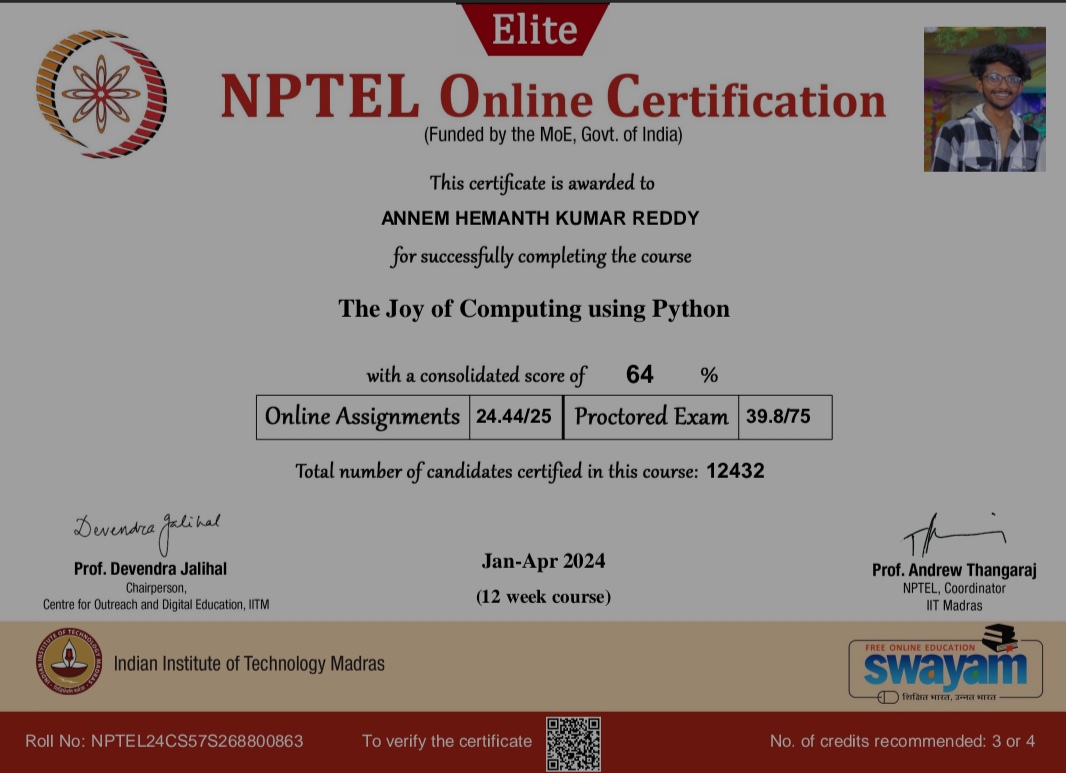 Elite
NPTEL Online Certification
(Funded by the MoE, Govt. of India)
This certificate is awarded to
ANNEM HEMANTH KUMAR REDDY
for successfully completing the course
The Joy of Computing using Python
with a consolidated score of 64 %
Online Assignments 24.44/25 Proctored Exam 39.8/75
Total number of candidates certified in this course: 12432
Devendra Jalihal
Prof. Devendra Jalihal
Chairperson,
Centre for Outreach and Digital Education, IITM
Jan-Apr 2024
(12 week course)
Prof. Andrew Thangaraj
NPTEL, Coordinator
IIT Madras
Indian Institute of Technology Madras
FREE ONLINE EDUCATION
swayam
शिक्षित भारत, उन्नत भारत
Roll No: NPTEL24CS57S268800863
To verify the certificate
No. of credits recommended: 3 or 4